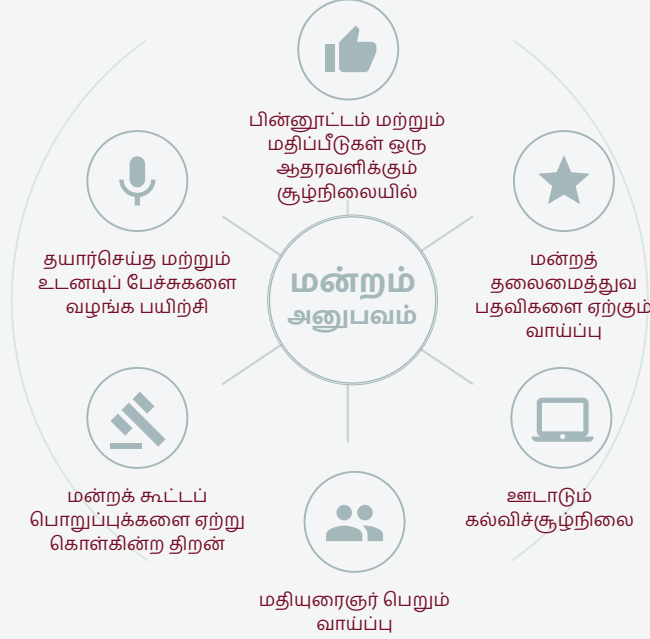 பின்னூட்டம் மற்றும்
மதிப்பீடுகள் ஒரு
ஆதரவளிக்கும்
சூழ்நிலையில்
தயார்செய்த மற்றும்
உடனடிப் பேச்சுகளை
வழங்க பயிற்சி
மன்றத்
தலைமைத்துவ
பதவிகளை ஏற்கும்
வாய்ப்பு
மன்றம்
அனுபவம்
மன்றக் கூட்டப்
பொறுப்புக்களை ஏற்று
கொள்கின்ற திறன்
ஊடாடும்
கல்விச்சூழ்நிலை
மதியுரைஞர் பெறும்
வாய்ப்பு